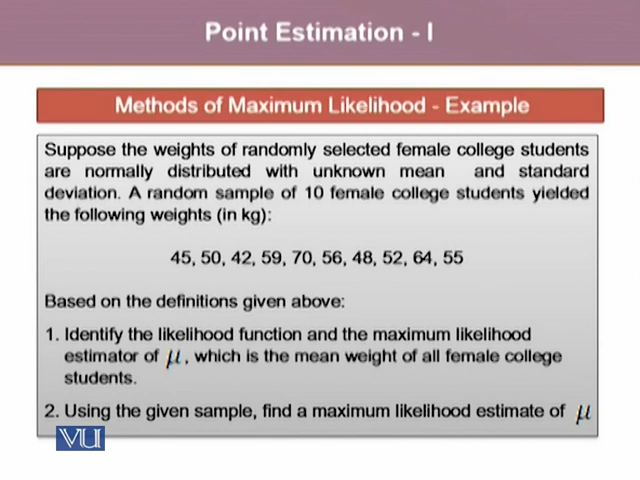 Point Estimation - I
Methods of Maximum Likelihood - Example
Suppose the weights of randomly selected female college students
are normally distributed with unknown mean and standard
deviation. A random sample of 10 female college students yielded
the following weights (in kg):
45, 50, 42, 59, 70, 56, 48, 52, 64, 55
Based on the definitions given above:
1. Identify the likelihood function and the maximum likelihood
estimator of μ, which is the mean weight of all female college
students.
2. Using the given sample, find a maximum likelihood estimate of μ
VU